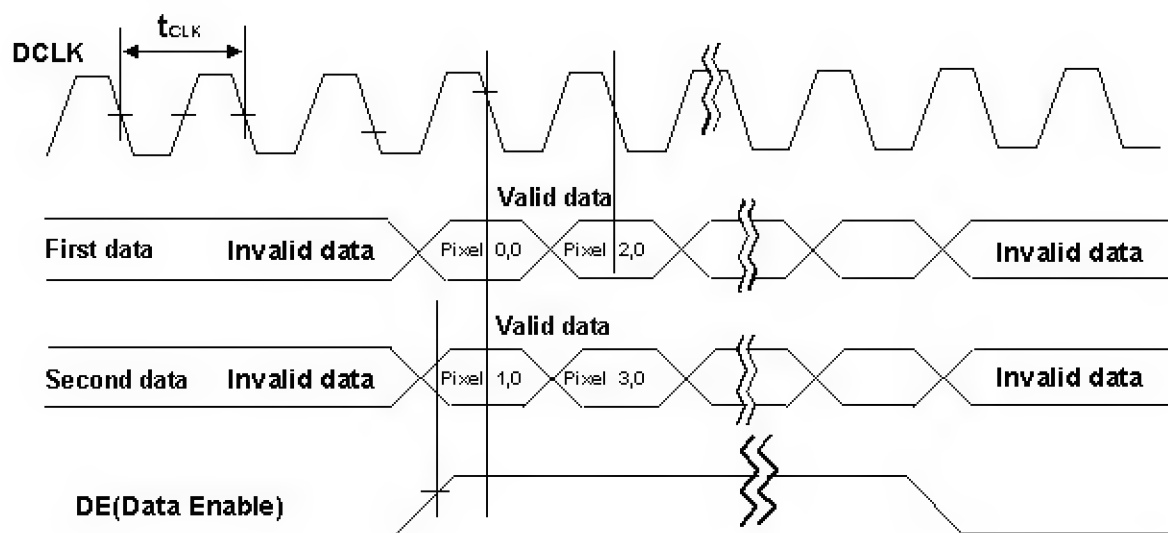 tCLK
DCLK
Valid data
First data Invalid data Pixel 0,0 Pixel 2,0 Invalid data
Valid data
Second data Invalid data Pixel 1,0 Pixel 3,0 Invalid data
DE(Data Enable)